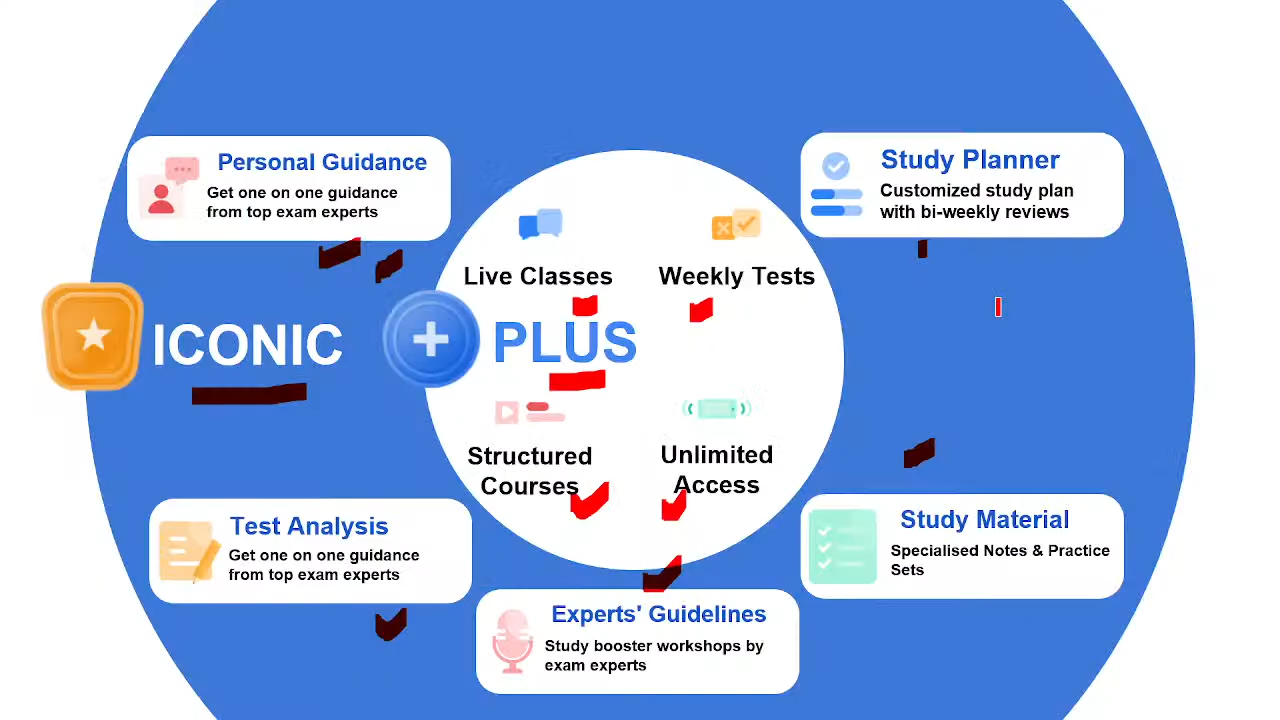 Personal Guidance
Get one on one guidance
from top exam experts
Study Planner
Customized study plan
with bi-weekly reviews
Live Classes
Weekly Tests
ICONIC
PLUS
Structured
Courses
Unlimited
Access
Test Analysis
Get one on one guidance
from top exam experts
Study Material
Specialised Notes & Practice
Sets
Experts' Guidelines
Study booster workshops by
exam experts